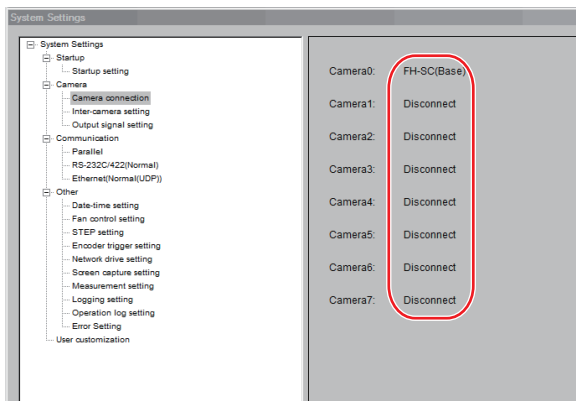 System Settings
System Settings
Startup
Startup setting
Camera
Camera connection
Inter-camera setting
Output signal setting
Communication
Parallel
RS-232C/422(Normal)
Ethernet(Normal(UDP))
Other
Date-time setting
Fan control setting
STEP setting
Encoder trigger setting
Network drive setting
Screen capture setting
Measurement setting
Logging setting
Operation log setting
Error Setting
User customization
Camera0: FH-SC(Base)
Camera1: Disconnect
Camera2: Disconnect
Camera3: Disconnect
Camera4: Disconnect
Camera5: Disconnect
Camera6: Disconnect
Camera7: Disconnect